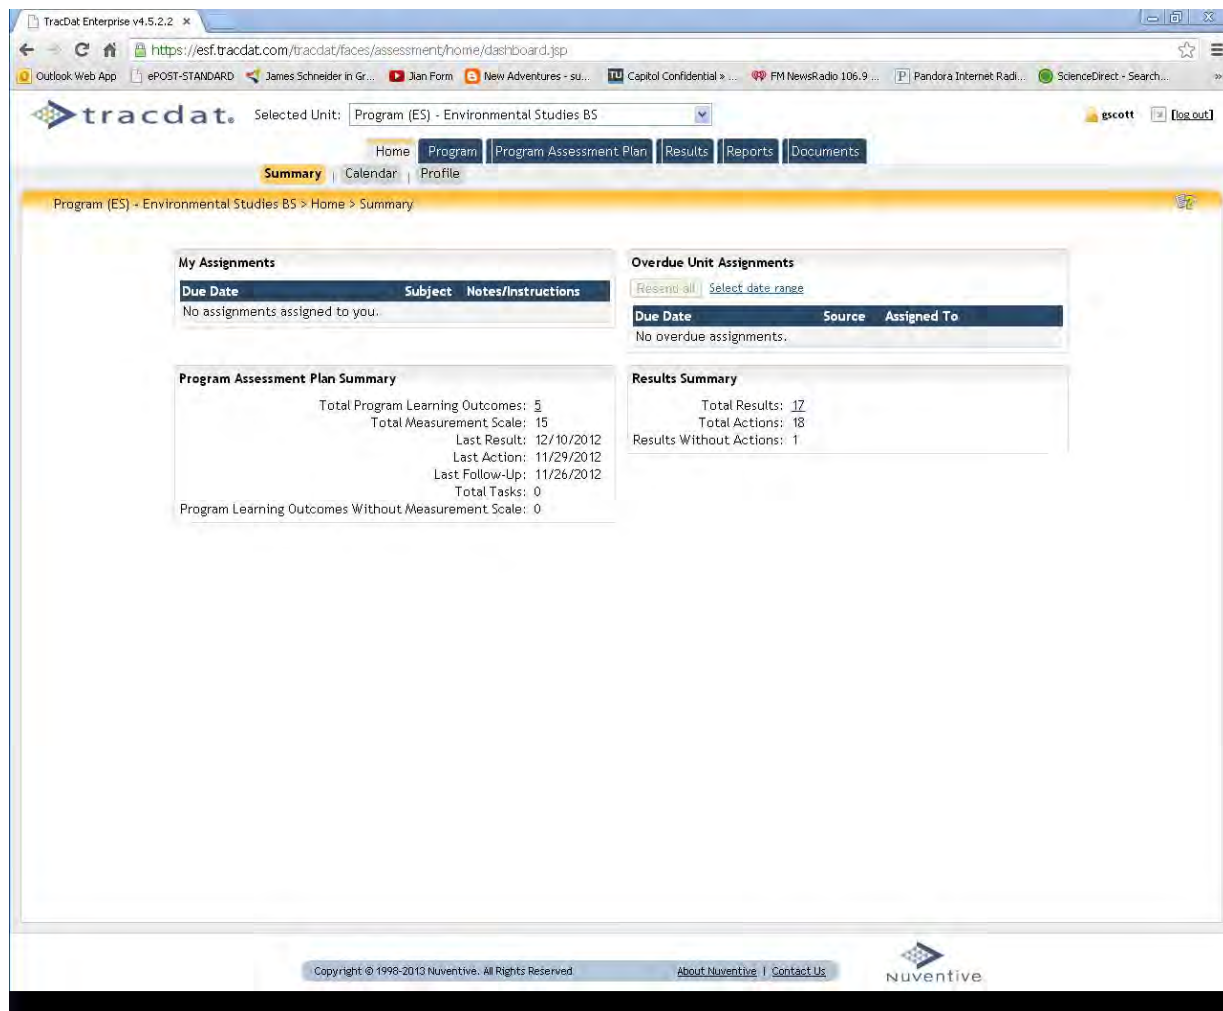 TracDat Enterprise v4.5.2.2
https://esf.tracdat.com/tracdat/faces/assessment/home/dashboard.jsp
Outlook Web App ePOST-STANDARD James Schneider in Gr... Jian Form New Adventures - su... Capitol Confidential » ... FM NewsRadio 106.9 ... Pandora Internet Radi... ScienceDirect - Search... »
tracdat. Selected Unit: Program (ES) - Environmental Studies BS gscott [log out]
Home Program Program Assessment Plan Results Reports Documents
Summary Calendar Profile
Program (ES) - Environmental Studies BS > Home > Summary
My Assignments
Due Date Subject Notes/Instructions
No assignments assigned to you.
Overdue Unit Assignments
Resend all Select date range
Due Date Source Assigned To
No overdue assignments.
Program Assessment Plan Summary
Total Program Learning Outcomes: 5
Total Measurement Scale: 15
Last Result: 12/10/2012
Last Action: 11/29/2012
Last Follow-Up: 11/26/2012
Total Tasks: 0
Program Learning Outcomes Without Measurement Scale: 0
Results Summary
Total Results: 17
Total Actions: 18
Results Without Actions: 1
Copyright © 1998-2013 Nuventive. All Rights Reserved About Nuventive | Contact Us
Nuventive